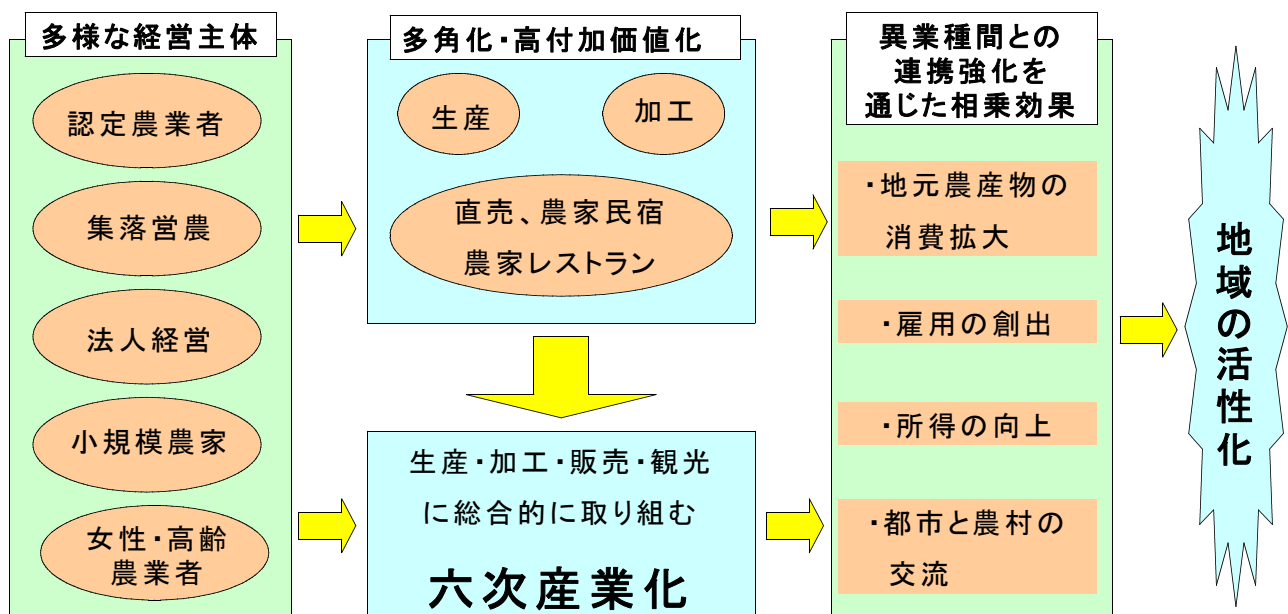 多様な経営主体
認定農業者
集落営農
法人経営
小規模農家
女性・高齢
農業者
多角化・高付加価値化
生産
加工
直売、農家民宿
農家レストラン
生産・加工・販売・観光
に総合的に取り組む
六次産業化
異業種間との
連携強化を
通じた相乗効果
・地元農産物の
消費拡大
・雇用の創出
・所得の向上
・都市と農村の
交流
地域の活性化